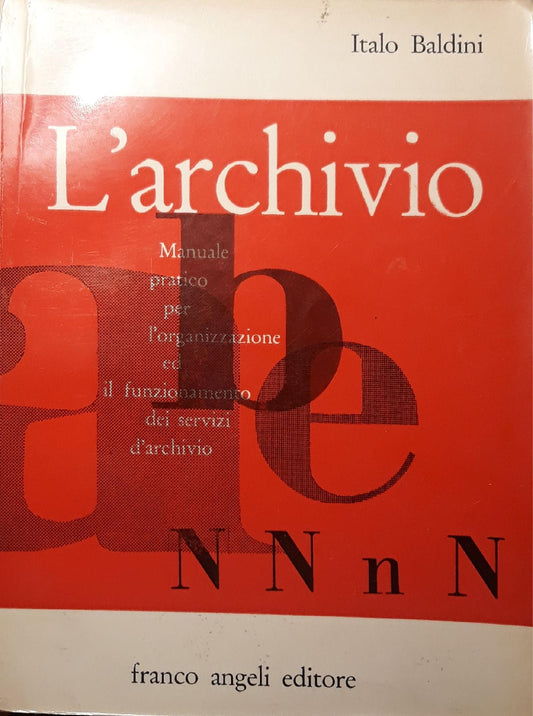 Italo Baldini
L'archivio
Manuale
pratico
per
l'organizzazione
ed
il funzionamento
dei servizi
d'archivio
a b e
N N n N
franco angeli editore